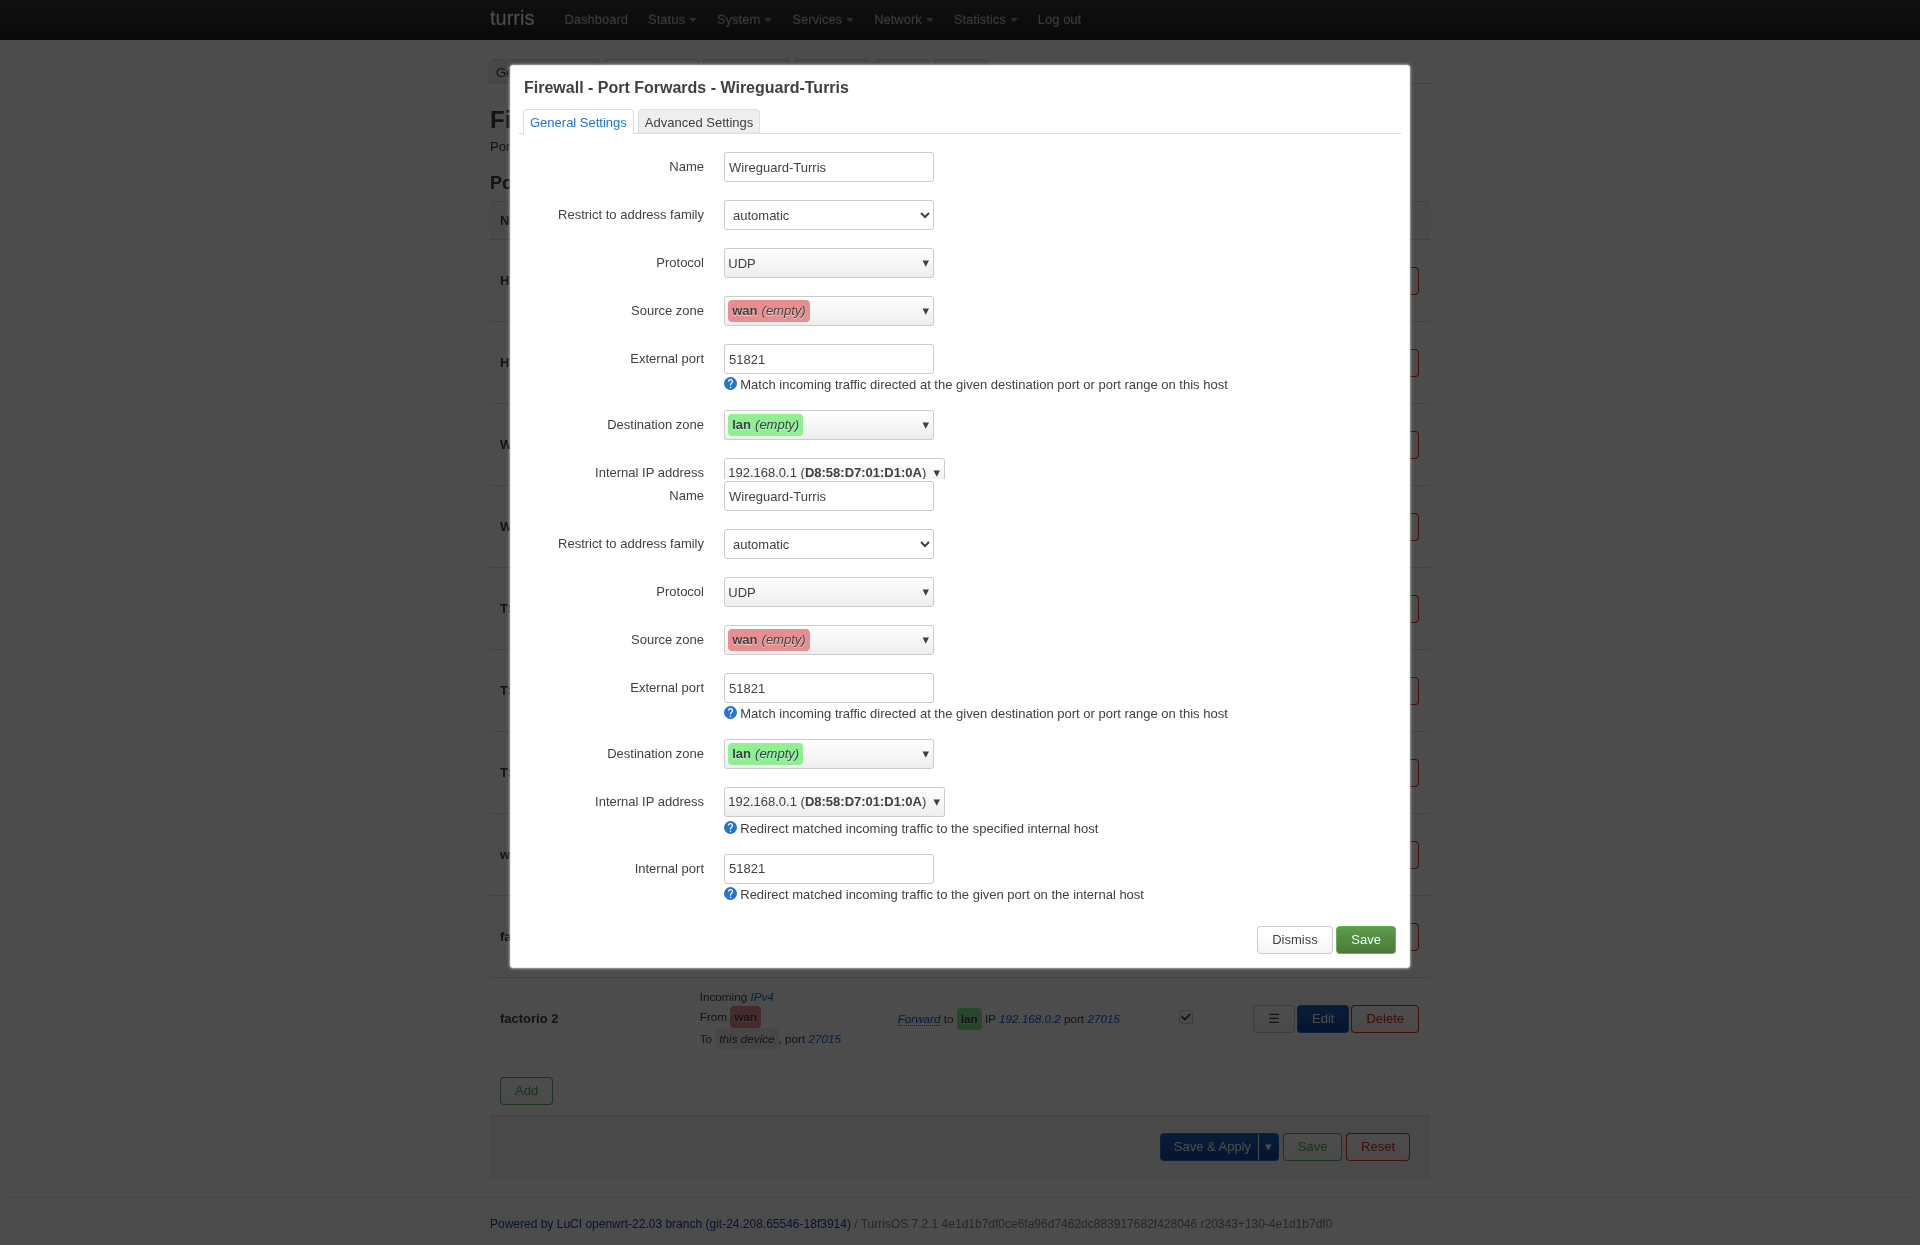 turris Dashboard Status System Services Network Statistics Log out
Firewall - Port Forwards - Wireguard-Turris
General Settings Advanced Settings
Name Wireguard-Turris
Restrict to address family automatic
Protocol UDP
Source zone wan (empty)
External port 51821
Match incoming traffic directed at the given destination port or port range on this host
Destination zone lan (empty)
Internal IP address 192.168.0.1 (D8:58:D7:01:D1:0A)
Name Wireguard-Turris
Restrict to address family automatic
Protocol UDP
Source zone wan (empty)
External port 51821
Match incoming traffic directed at the given destination port or port range on this host
Destination zone lan (empty)
Internal IP address 192.168.0.1 (D8:58:D7:01:D1:0A)
Redirect matched incoming traffic to the specified internal host
Internal port 51821
Redirect matched incoming traffic to the given port on the internal host
Dismiss Save
factorio 2
Incoming IPv4
From wan
To this device, port 27015
Forward to lan IP 192.168.0.2 port 27015
☰ Edit Delete
Add
Save & Apply Save Reset
Powered by LuCI openwrt-22.03 branch (git-24.208.65546-18f3914) / TurrisOS 7.2.1 4e1d1b7df0ce6fa96d7462dc883917682f428046 r20343+130-4e1d1b7df0